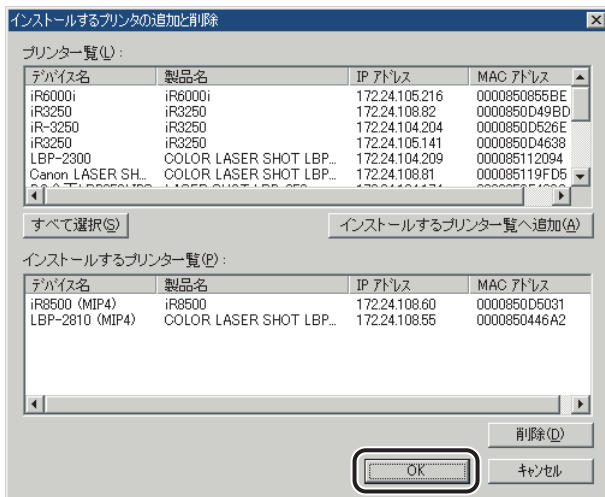 インストールするプリンタの追加と削除
プリンタ一覧(L):
デバイス名 製品名 IP アドレス MAC アドレス
iR6000i iR6000i 172.24.105.216 0000850855BE
iR3250 iR3250 172.24.108.82 0000850D49BD
iR-3250 iR3250 172.24.104.204 0000850D526E
iR3250 iR3250 172.24.105.141 0000850D4638
LBP-2300 COLOR LASER SHOT LBP... 172.24.104.209 000085112094
Canon LASER SH... COLOR LASER SHOT LBP... 172.24.108.81 000085119FD5
すべて選択(S) インストールするプリンタ一覧へ追加(A)
インストールするプリンタ一覧(P):
デバイス名 製品名 IP アドレス MAC アドレス
iR8500 (MIP4) iR8500 172.24.108.60 0000850D5031
LBP-2810 (MIP4) COLOR LASER SHOT LBP... 172.24.108.55 0000850446A2
削除(D)
OK キャンセル